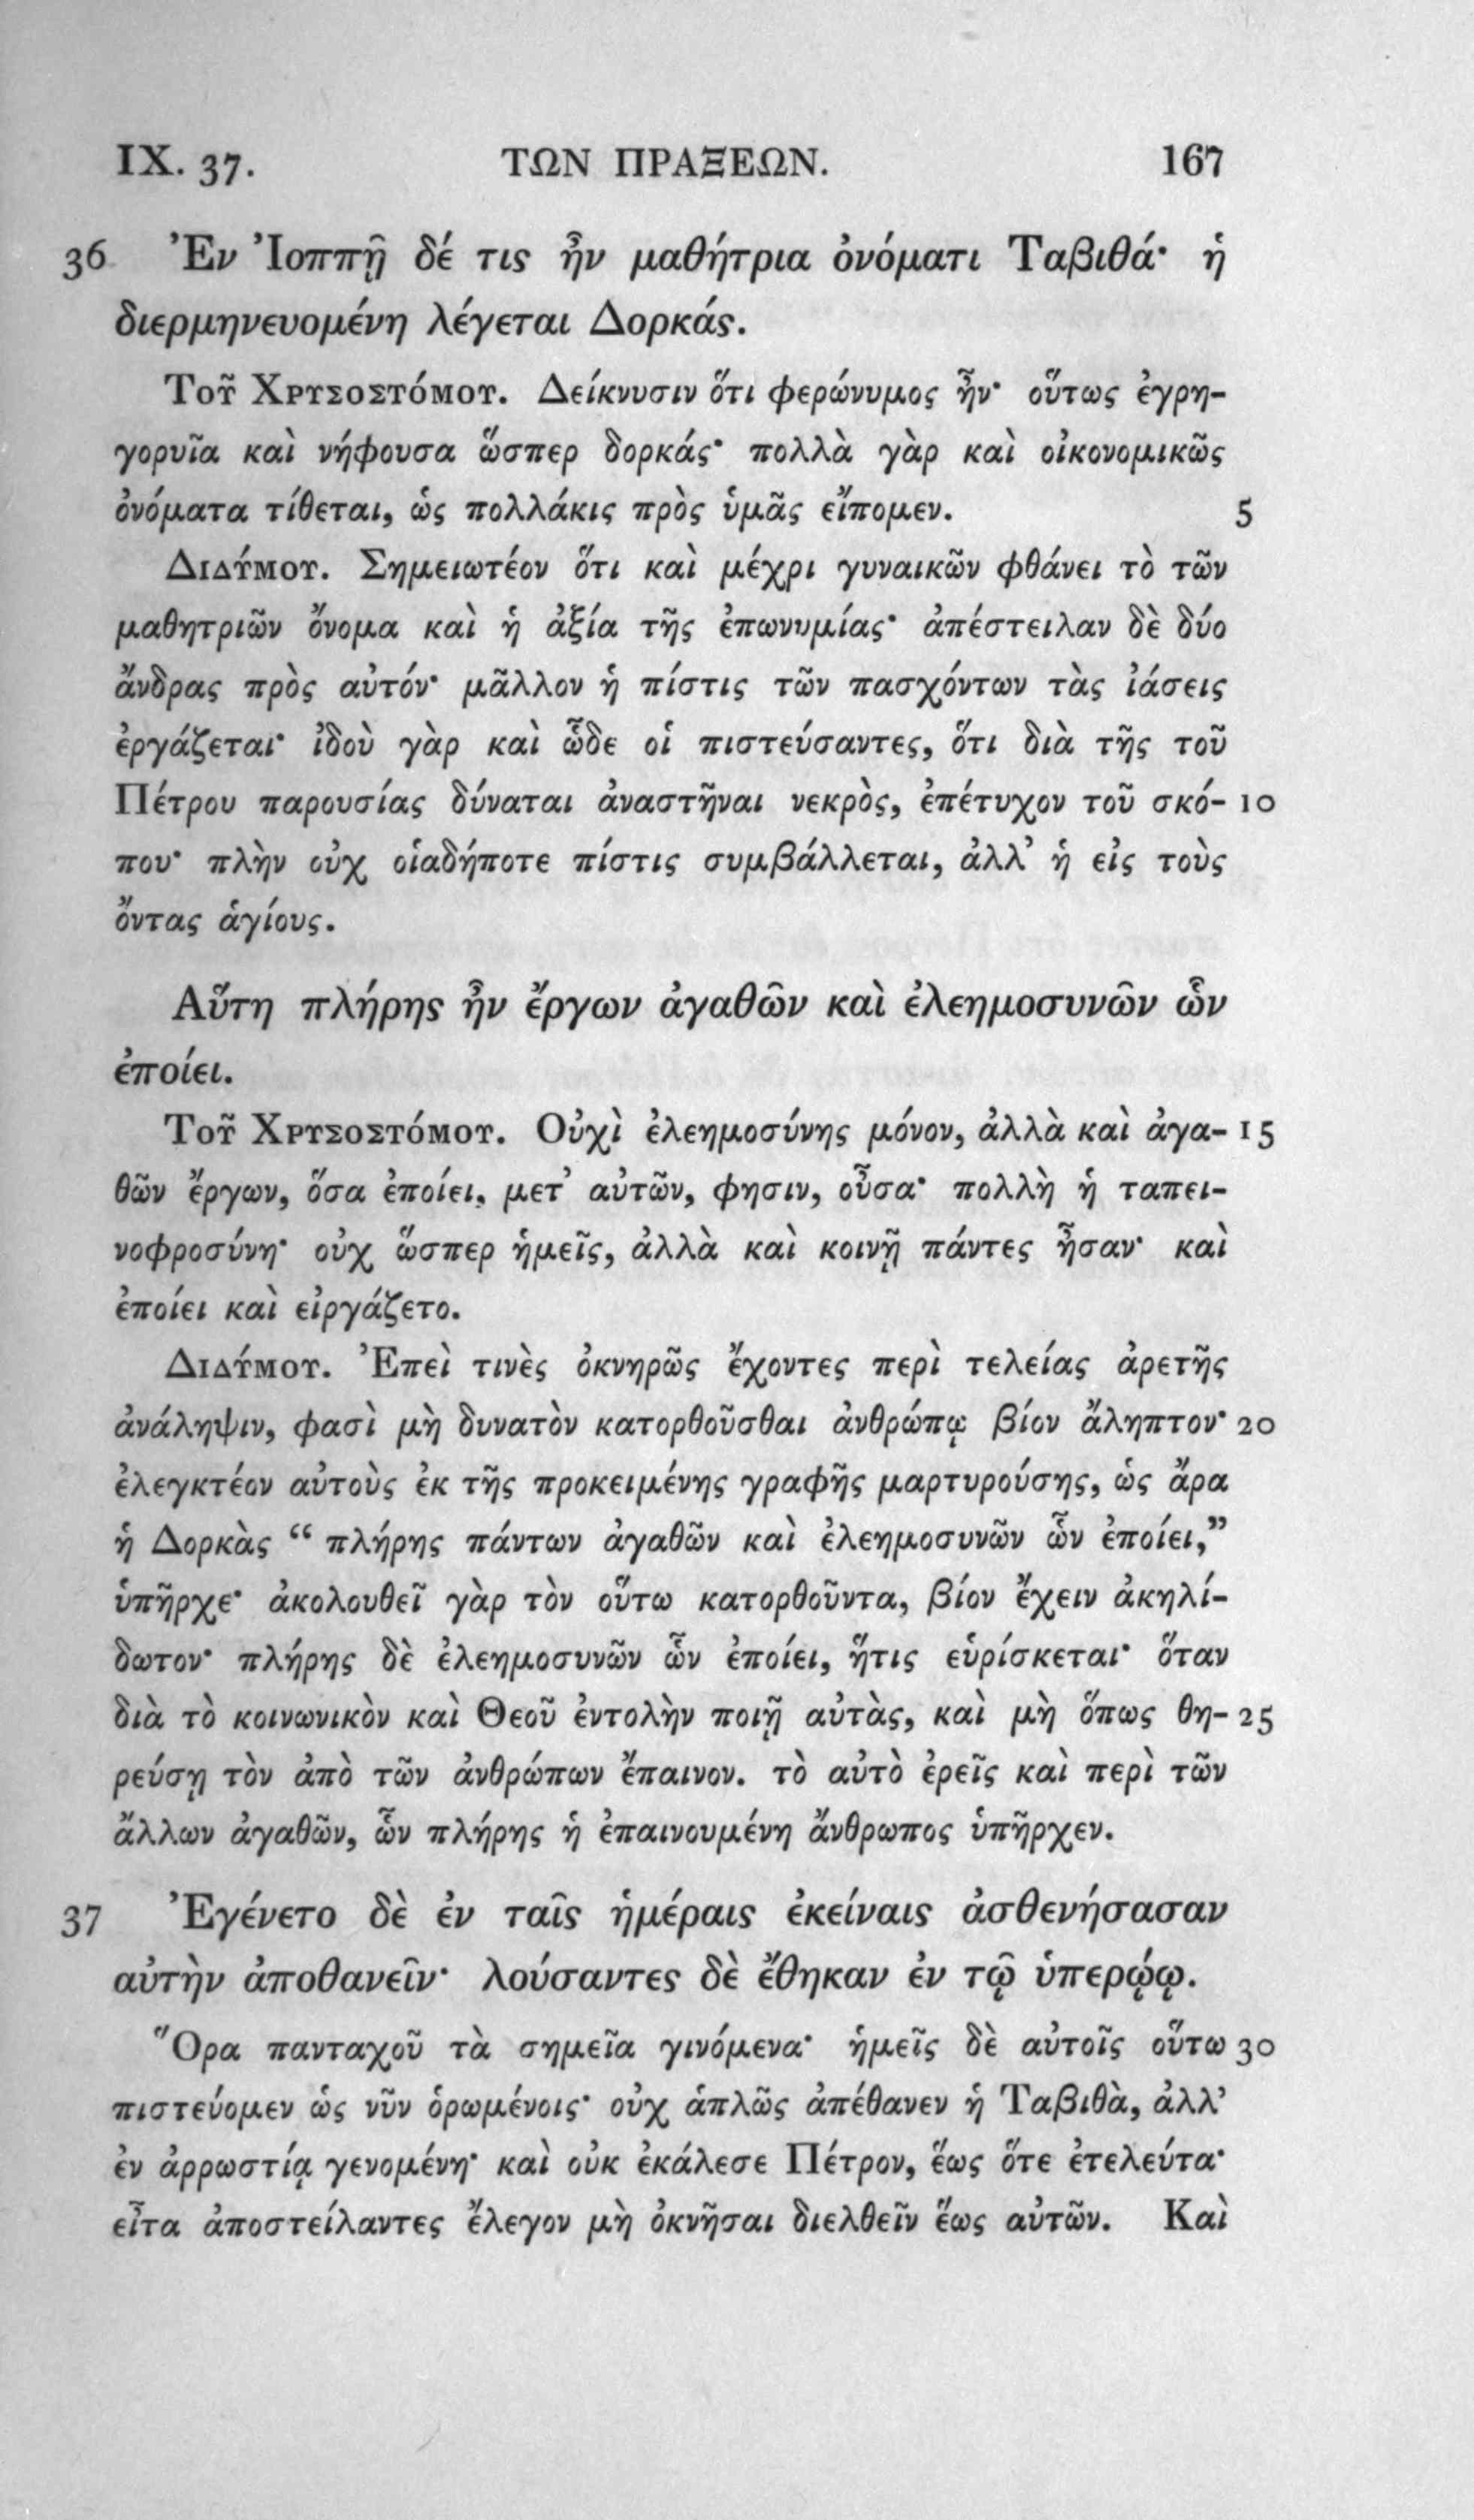 IX. 37. ΤΩΝ ΠΡΑΞΕΩΝ. 167
36 Ἐν Ἰοππῇ δέ τις ἦν μαθήτρια ὀνόματι Ταβιθά· ἡ
διερμηνευομένη λέγεται Δορκάς.
Τοῦ Χρυσοστόμου. Δείκνυσιν ὅτι φερώνυμος ἦν· οὕτως ἐγρη-
γορυῖα καὶ νήφουσα ὥσπερ δορκάς· πολλὰ γὰρ καὶ οἰκονομικῶς
ὀνόματα τίθεται, ὡς πολλάκις πρὸς ὑμᾶς εἴπομεν. 5
Διδύμου. Σημειωτέον ὅτι καὶ μέχρι γυναικῶν φθάνει τὸ τῶν
μαθητριῶν ὄνομα καὶ ἡ ἀξία τῆς ἐπωνυμίας· ἀπέστειλαν δὲ δύο
ἄνδρας πρὸς αὐτόν· μᾶλλον ἡ πίστις τῶν πασχόντων τὰς ἰάσεις
ἐργάζεται· ἰδοὺ γὰρ καὶ ὧδε οἱ πιστεύσαντες, ὅτι διὰ τῆς τοῦ
Πέτρου παρουσίας δύναται ἀναστῆναι νεκρὸς, ἐπέτυχον τοῦ σκό- 10
που· πλὴν οὐχ οἱαδήποτε πίστις συμβάλλεται, ἀλλ’ ἡ εἰς τοὺς
ὄντας ἁγίους.
Αὕτη πλήρης ἦν ἔργων ἀγαθῶν καὶ ἐλεημοσυνῶν ὧν
ἐποίει.
Τοῦ Χρυσοστόμου. Οὐχὶ ἐλεημοσύνης μόνον, ἀλλὰ καὶ ἀγα- 15
θῶν ἔργων, ὅσα ἐποίει, μετ’ αὐτῶν, φησιν, οὖσα· πολλὴ ἡ ταπει-
νοφροσύνη· οὐχ ὥσπερ ἡμεῖς, ἀλλὰ καὶ κοινῇ πάντες ἦσαν· καὶ
ἐποίει καὶ εἰργάζετο.
Διδύμου. Ἐπεὶ τινὲς ὀκνηρῶς ἔχοντες περὶ τελείας ἀρετῆς
ἀνάληψιν, φασὶ μὴ δυνατὸν κατορθοῦσθαι ἀνθρώπῳ βίον ἄληπτον· 20
ἐλεγκτέον αὐτοὺς ἐκ τῆς προκειμένης γραφῆς μαρτυρούσης, ὡς ἄρα
ἡ Δορκὰς “ πλήρης πάντων ἀγαθῶν καὶ ἐλεημοσυνῶν ὧν ἐποίει,”
ὑπῆρχε· ἀκολουθεῖ γὰρ τὸν οὕτω κατορθοῦντα, βίον ἔχειν ἀκηλί-
δωτον· πλήρης δὲ ἐλεημοσυνῶν ὧν ἐποίει, ἥτις εὑρίσκεται· ὅταν
διὰ τὸ κοινωνικὸν καὶ Θεοῦ ἐντολὴν ποιῇ αὐτὰς, καὶ μὴ ὅπως θη- 25
ρεύσῃ τὸν ἀπὸ τῶν ἀνθρώπων ἔπαινον. τὸ αὐτὸ ἐρεῖς καὶ περὶ τῶν
ἄλλων ἀγαθῶν, ὧν πλήρης ἡ ἐπαινουμένη ἄνθρωπος ὑπῆρχεν.
37 Ἐγένετο δὲ ἐν ταῖς ἡμέραις ἐκείναις ἀσθενήσασαν
αὐτὴν ἀποθανεῖν· λούσαντες δὲ ἔθηκαν ἐν τῷ ὑπερῴῳ.
Ὅρα πανταχοῦ τὰ σημεῖα γινόμενα· ἡμεῖς δὲ αὐτοῖς οὕτω 30
πιστεύομεν ὡς νῦν ὁρωμένοις· οὐχ ἁπλῶς ἀπέθανεν ἡ Ταβιθὰ, ἀλλ’
ἐν ἀρρωστίᾳ γενομένη· καὶ οὐκ ἐκάλεσε Πέτρον, ἕως ὅτε ἐτελεύτα·
εἶτα ἀποστείλαντες ἔλεγον μὴ ὀκνῆσαι διελθεῖν ἕως αὐτῶν. Καὶ